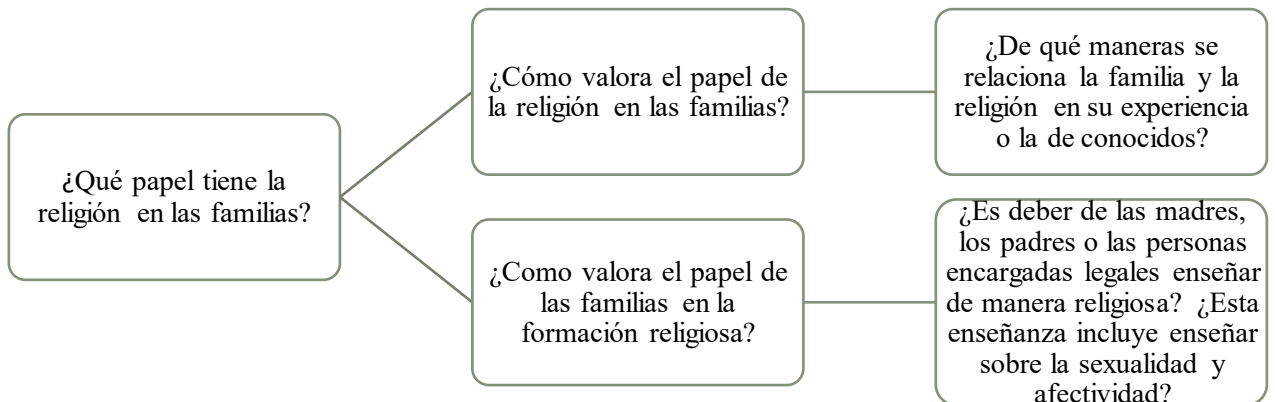 ¿Qué papel tiene la
religión en las familias?
¿Cómo valora el papel de
la religión en las familias?
¿De qué maneras se
relaciona la familia y la
religión en su experiencia
o la de conocidos?
¿Como valora el papel de
las familias en la
formación religiosa?
¿Es deber de las madres,
los padres o las personas
encargadas legales enseñar
de manera religiosa? ¿Esta
enseñanza incluye enseñar
sobre la sexualidad y
afectividad?